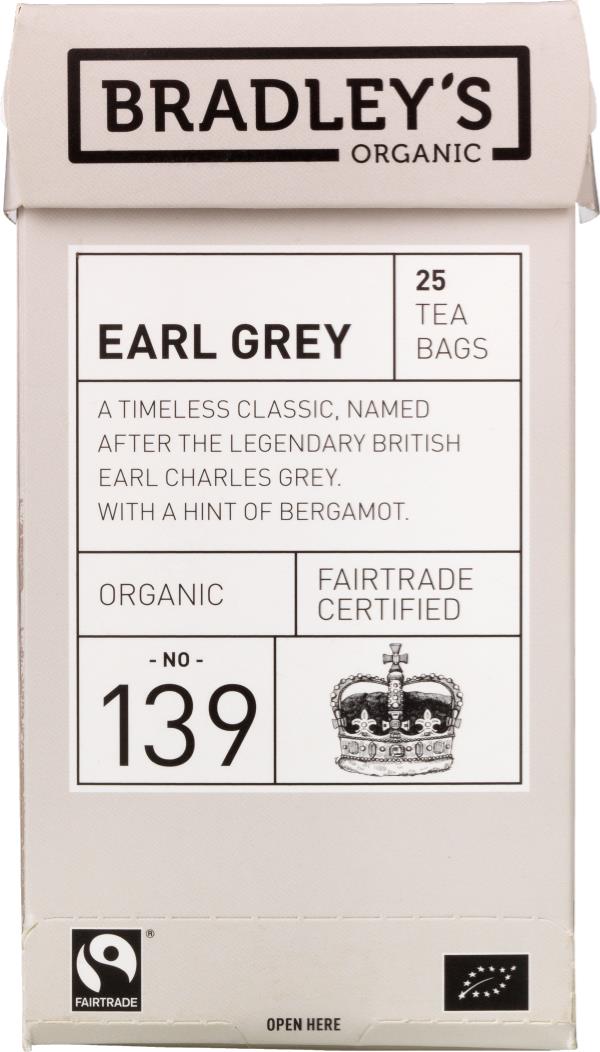 BRADLEY'S
ORGANIC
EARL GREY
25
TEA
BAGS
A TIMELESS CLASSIC, NAMED
AFTER THE LEGENDARY BRITISH
EARL CHARLES GREY.
WITH A HINT OF BERGAMOT.
ORGANIC
FAIRTRADE
CERTIFIED
- NO -
139
®
FAIRTRADE
OPEN HERE